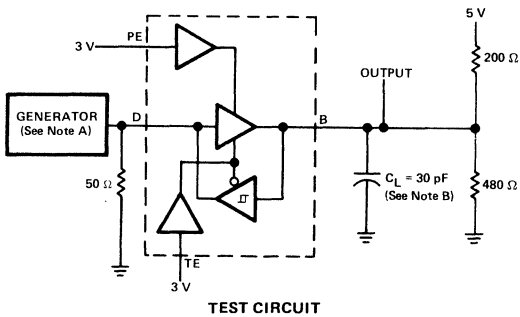 5 V
PE
3 V
200 Ω
OUTPUT
GENERATOR
(See Note A)
D
B
50 Ω
C_L = 30 pF
(See Note B)
480 Ω
TE
3 V
TEST CIRCUIT